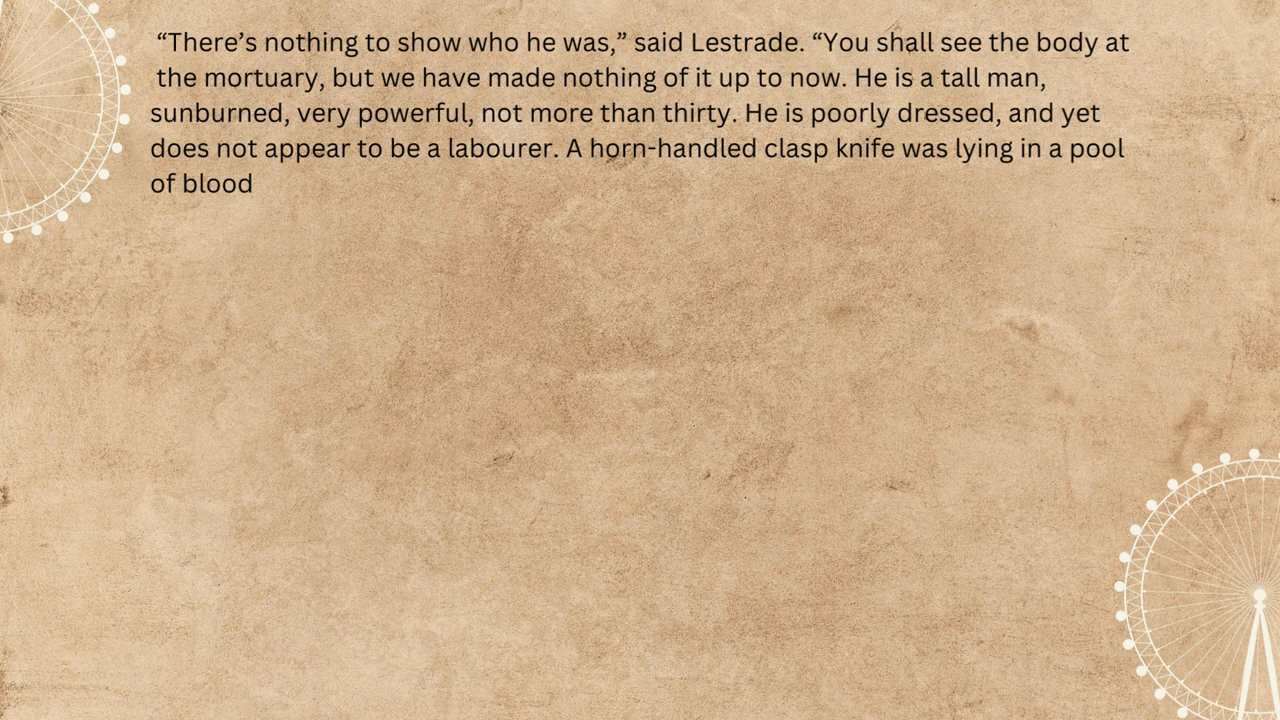 “There’s nothing to show who he was,” said Lestrade. “You shall see the body at
the mortuary, but we have made nothing of it up to now. He is a tall man,
sunburned, very powerful, not more than thirty. He is poorly dressed, and yet
does not appear to be a labourer. A horn-handled clasp knife was lying in a pool
of blood